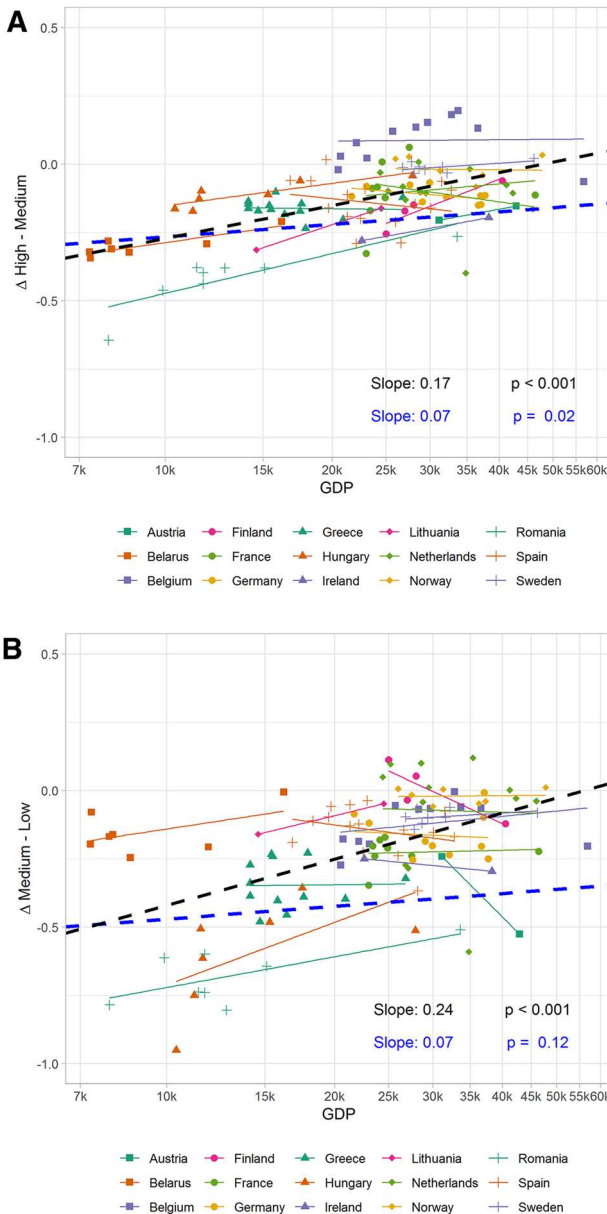 A
Δ High - Medium
0.5
0.0
-0.5
-1.0
Slope: 0.17 p < 0.001
Slope: 0.07 p = 0.02
7k 10k 15k 20k 25k 30k 35k 40k 45k 50k 55k 60k
GDP
Austria Finland Greece Lithuania Romania
Belarus France Hungary Netherlands Spain
Belgium Germany Ireland Norway Sweden
B
Δ Medium - Low
0.5
0.0
-0.5
-1.0
Slope: 0.24 p < 0.001
Slope: 0.07 p = 0.12
7k 10k 15k 20k 25k 30k 35k 40k 45k 50k 55k 60k
GDP
Austria Finland Greece Lithuania Romania
Belarus France Hungary Netherlands Spain
Belgium Germany Ireland Norway Sweden